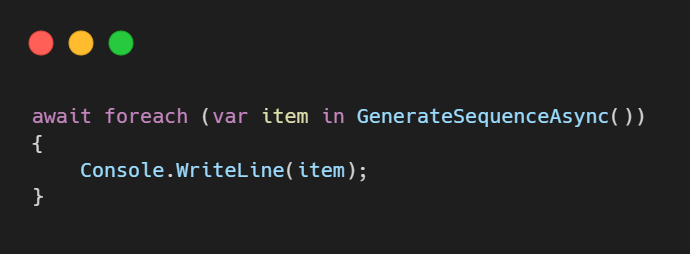 await foreach (var item in GenerateSequenceAsync())
{
    Console.WriteLine(item);
}